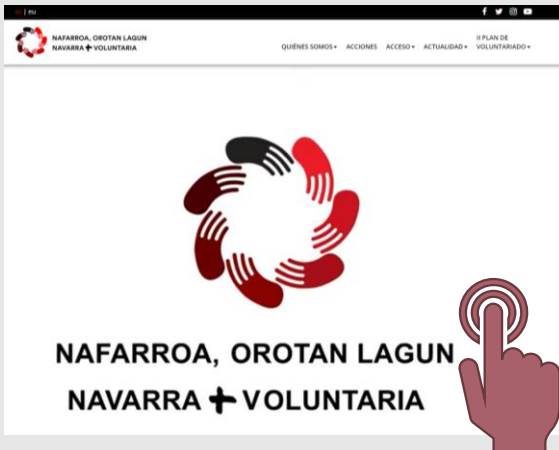 es | eu
NAFARROA, OROTAN LAGUN
NAVARRA + VOLUNTARIA
QUIÉNES SOMOS ACCIONES ACCESO ACTUALIDAD II PLAN DE VOLUNTARIADO
NAFARROA, OROTAN LAGUN
NAVARRA + VOLUNTARIA